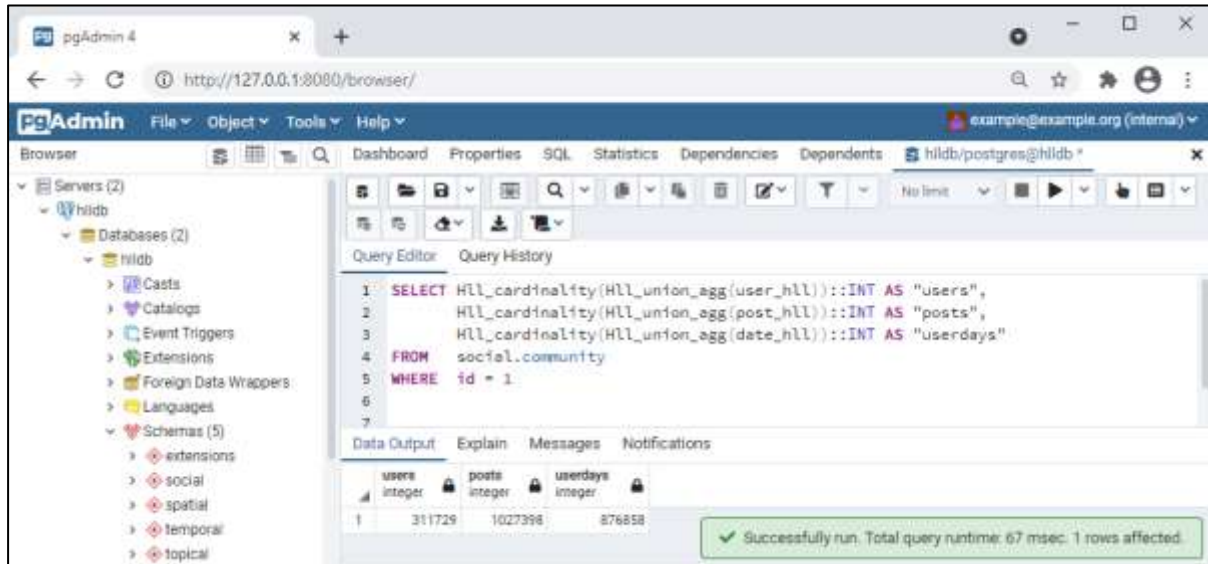 pgAdmin 4
http://127.0.0.1:8080/browser/
pgAdmin File Object Tools Help example@example.org (internal)
Browser Dashboard Properties SQL Statistics Dependencies Dependents hlldb/postgres@hlldb *
Servers (2)
hlldb
Databases (2)
hlldb
Casts
Catalogs
Event Triggers
Extensions
Foreign Data Wrappers
Languages
Schemas (5)
extensions
social
spatial
temporal
topical
No limit
Query Editor Query History
1 SELECT Hll_cardinality(Hll_union_agg(user_hll))::INT AS "users",
2 Hll_cardinality(Hll_union_agg(post_hll))::INT AS "posts",
3 Hll_cardinality(Hll_union_agg(date_hll))::INT AS "userdays"
4 FROM social.community
5 WHERE id = 1
6
7
Data Output Explain Messages Notifications
users posts userdays
integer integer integer
1 311729 1027398 876858
Successfully run. Total query runtime: 67 msec. 1 rows affected.